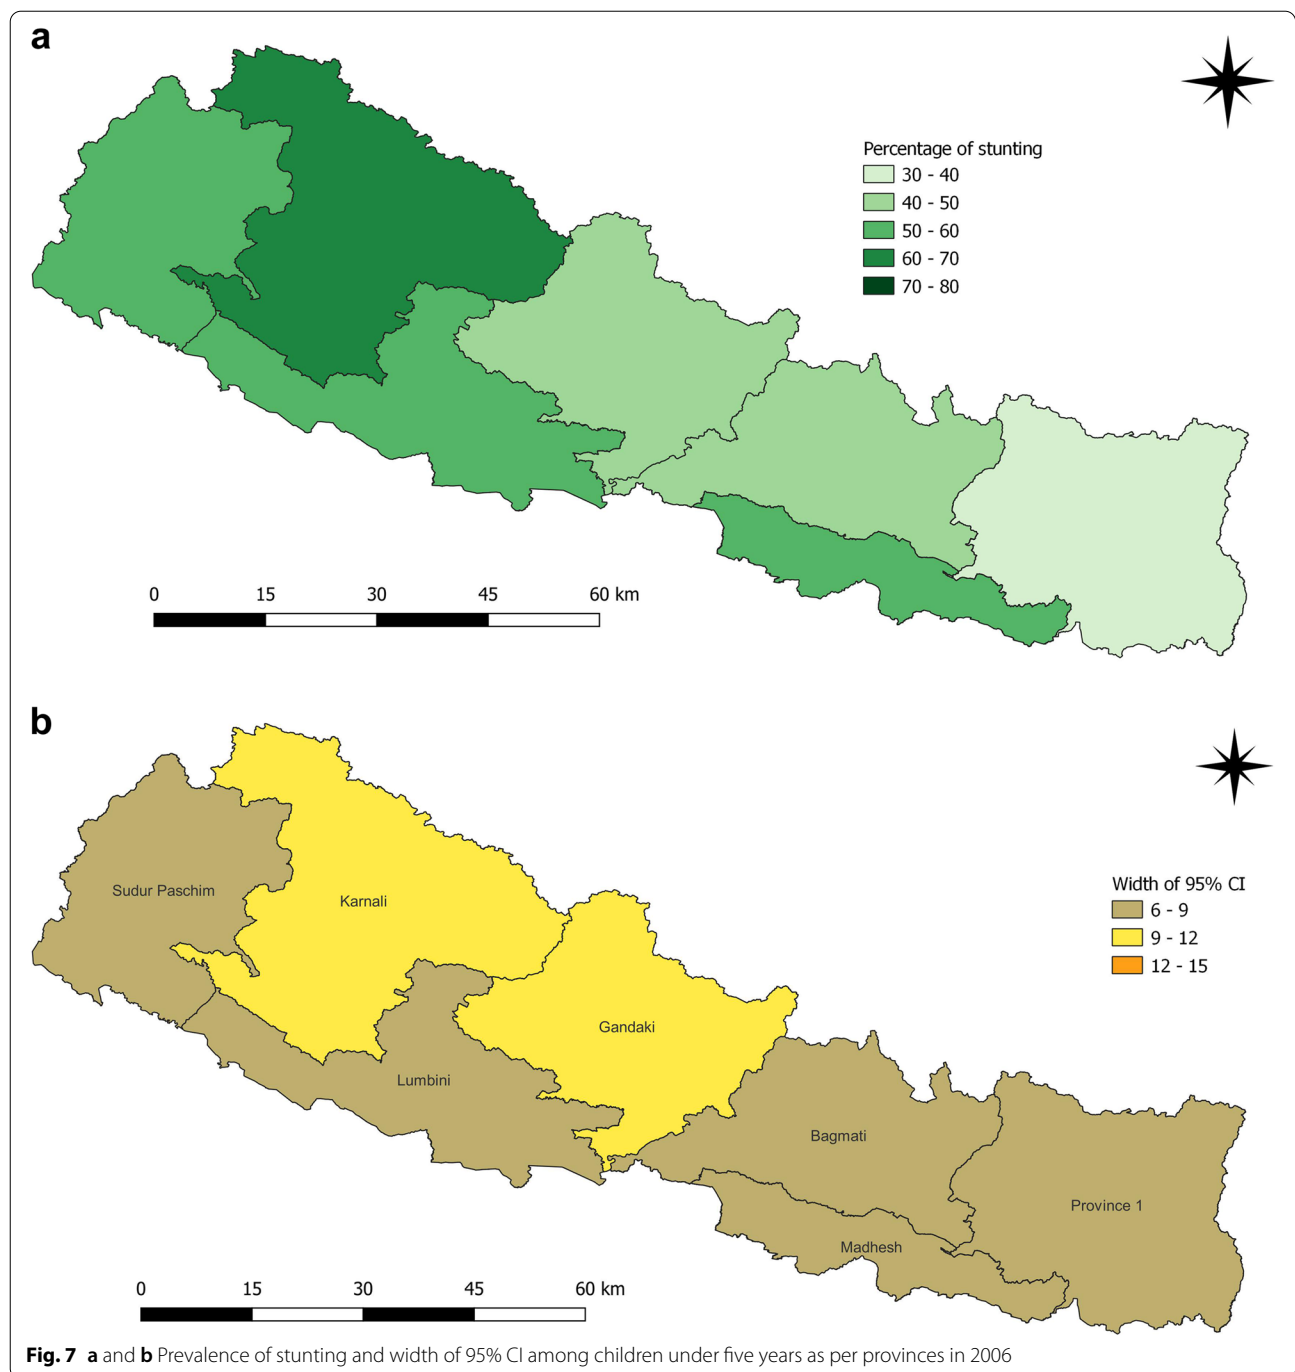 a
Percentage of stunting
30 - 40
40 - 50
50 - 60
60 - 70
70 - 80
0 15 30 45 60 km
b
Width of 95% CI
6 - 9
9 - 12
12 - 15
Sudur Paschim
Karnali
Gandaki
Lumbini
Bagmati
Province 1
Madhesh
0 15 30 45 60 km
Fig. 7 a and b Prevalence of stunting and width of 95% CI among children under five years as per provinces in 2006